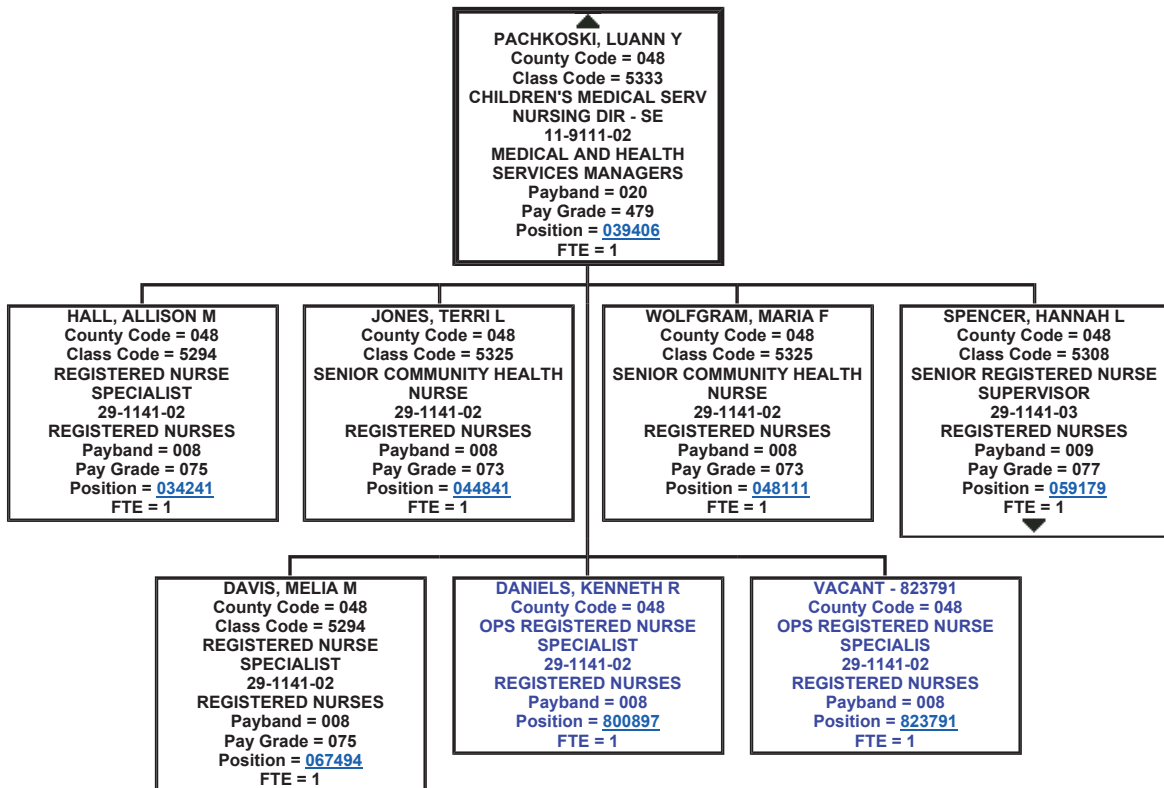 PACHKOSKI, LUANN Y
County Code = 048
Class Code = 5333
CHILDREN'S MEDICAL SERV
NURSING DIR - SE
11-9111-02
MEDICAL AND HEALTH
SERVICES MANAGERS
Payband = 020
Pay Grade = 479
Position = 039406
FTE = 1
HALL, ALLISON M
County Code = 048
Class Code = 5294
REGISTERED NURSE
SPECIALIST
29-1141-02
REGISTERED NURSES
Payband = 008
Pay Grade = 075
Position = 034241
FTE = 1
JONES, TERRI L
County Code = 048
Class Code = 5325
SENIOR COMMUNITY HEALTH
NURSE
29-1141-02
REGISTERED NURSES
Payband = 008
Pay Grade = 073
Position = 044841
FTE = 1
WOLFGRAM, MARIA F
County Code = 048
Class Code = 5325
SENIOR COMMUNITY HEALTH
NURSE
29-1141-02
REGISTERED NURSES
Payband = 008
Pay Grade = 073
Position = 048111
FTE = 1
SPENCER, HANNAH L
County Code = 048
Class Code = 5308
SENIOR REGISTERED NURSE
SUPERVISOR
29-1141-03
REGISTERED NURSES
Payband = 009
Pay Grade = 077
Position = 059179
FTE = 1
DAVIS, MELIA M
County Code = 048
Class Code = 5294
REGISTERED NURSE
SPECIALIST
29-1141-02
REGISTERED NURSES
Payband = 008
Pay Grade = 075
Position = 067494
FTE = 1
DANIELS, KENNETH R
County Code = 048
OPS REGISTERED NURSE
SPECIALIST
29-1141-02
REGISTERED NURSES
Payband = 008
Position = 800897
FTE = 1
VACANT - 823791
County Code = 048
OPS REGISTERED NURSE
SPECIALIS
29-1141-02
REGISTERED NURSES
Payband = 008
Position = 823791
FTE = 1